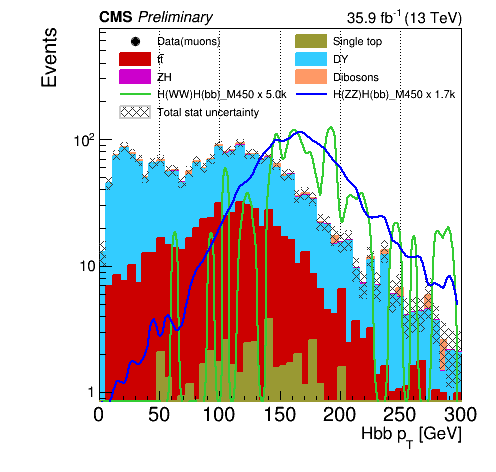 CMS Preliminary 35.9 fb⁻¹ (13 TeV)
Events
Data(muons) Single top
tt̄ DY
ZH Dibosons
H(WW)H(bb)_M450 x 5.0k H(ZZ)H(bb)_M450 x 1.7k
Total stat uncertainty
10²
10
1
0 50 100 150 200 250 300
Hbb p_T [GeV]